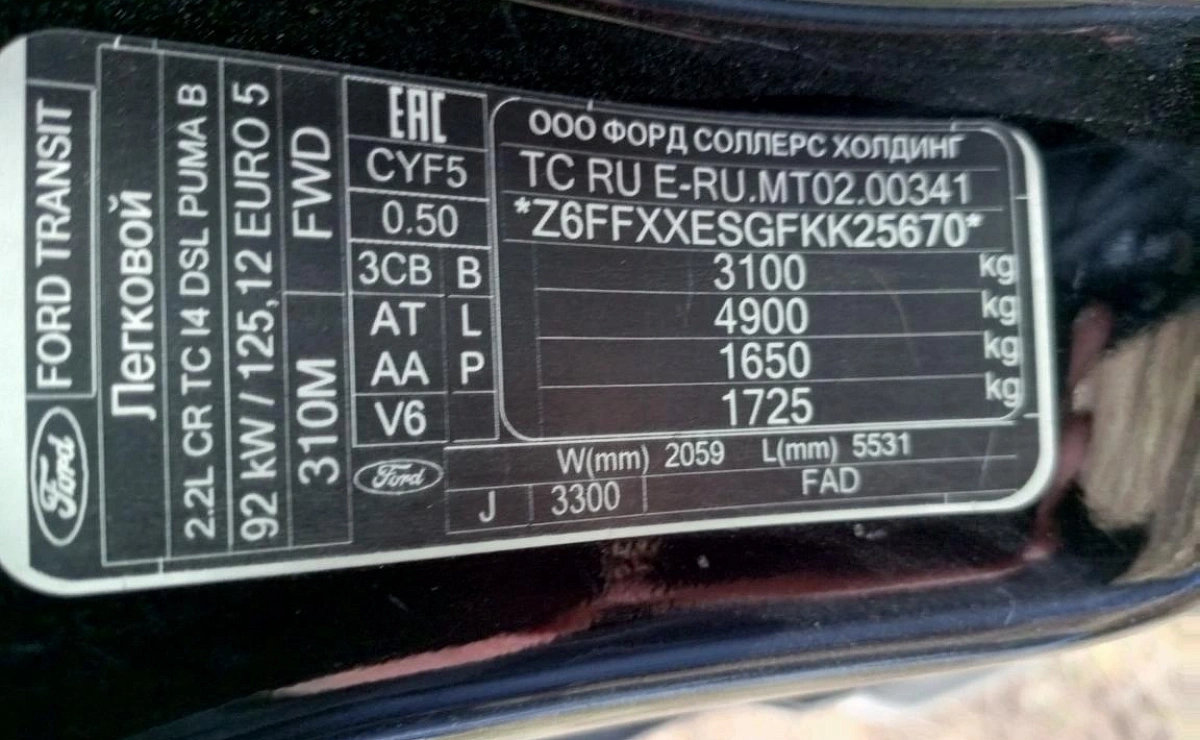 Ford
FORD TRANSIT
Легковой
2.2L CR TC I4 DSL PUMA B
92 kW / 125,12 EURO 5
310M FWD
EAC
CYF5
0.50
3CB B
AT L
AA P
V6
Ford
ООО ФОРД СОЛЛЕРС ХОЛДИНГ
TC RU E-RU.MT02.00341
*Z6FFXXESGFKK25670*
3100 kg
4900 kg
1650 kg
1725 kg
W(mm) 2059 L(mm) 5531
J 3300 FAD